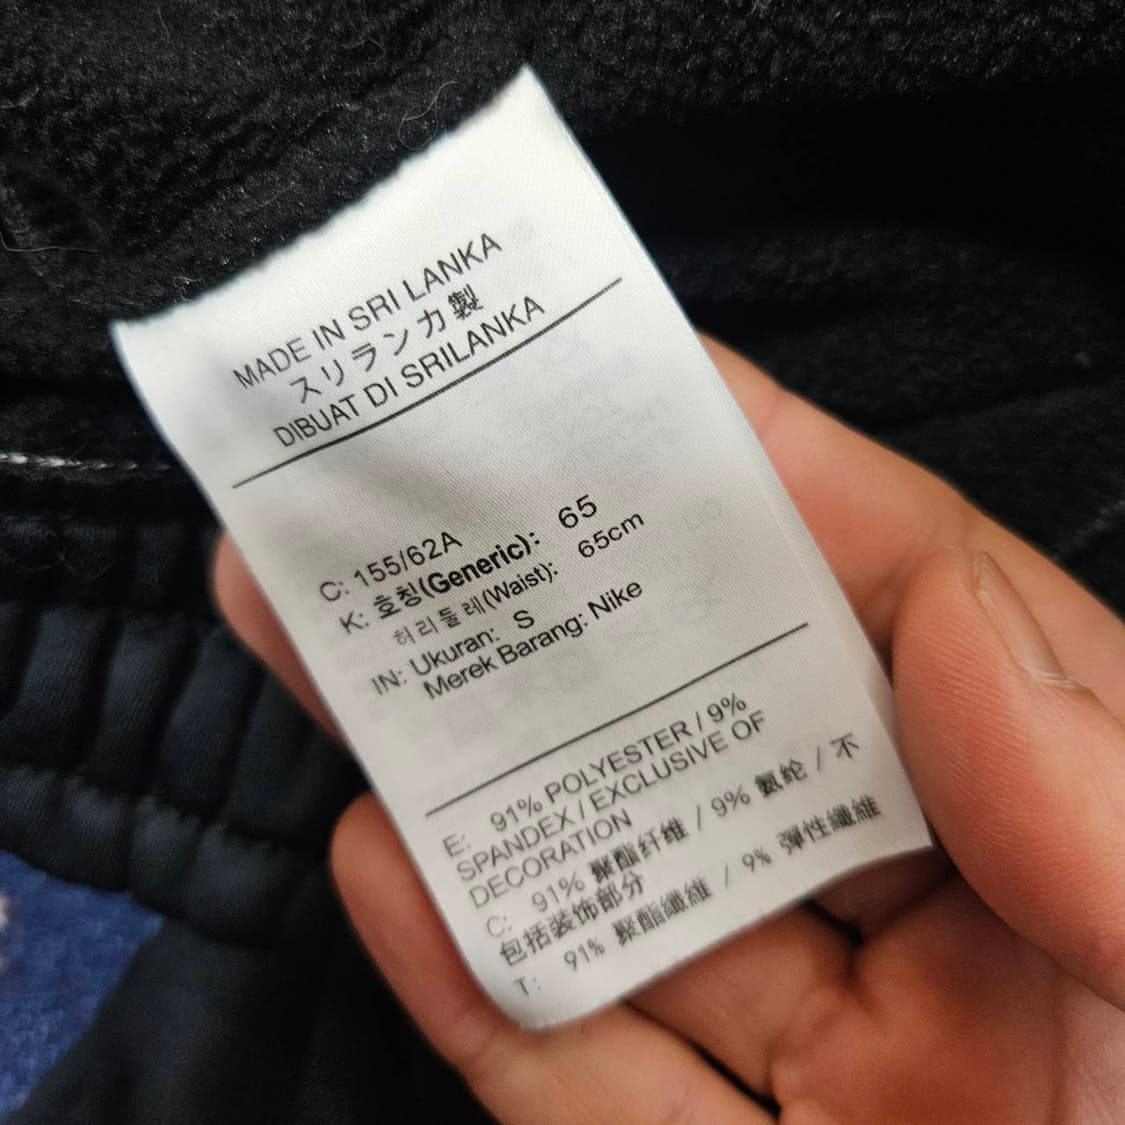 MADE IN SRI LANKA
スリランカ製
DIBUAT DI SRILANKA
C: 155/62A
K: 호칭(Generic): 65
허리둘레(Waist): 65cm
IN: Ukuran: S
Merek Barang: Nike
E: 91% POLYESTER / 9%
SPANDEX / EXCLUSIVE OF
DECORATION
C: 91% 聚酯纤维 / 9% 氨纶 / 不
包括装饰部分
T: 91% 聚酯纖維 / 9% 彈性纖維